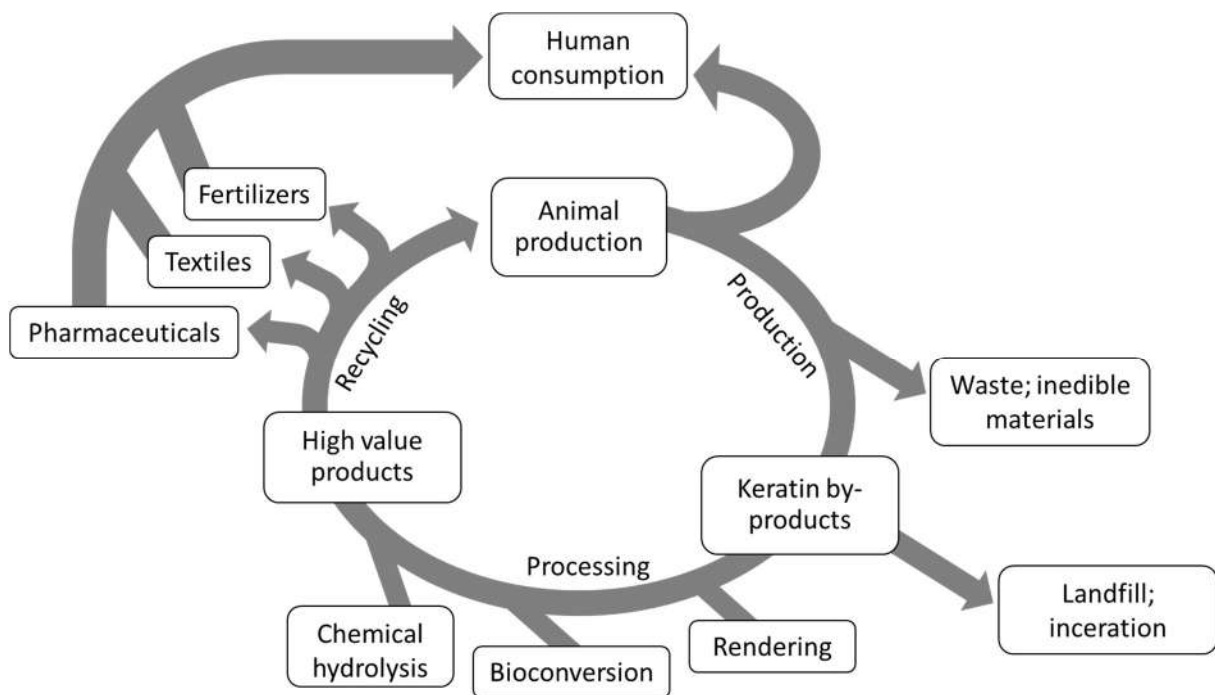 Human
consumption
Fertilizers
Animal
production
Textiles
Pharmaceuticals
Recycling
Production
Waste; inedible
materials
High value
products
Keratin by-
products
Processing
Landfill;
inceration
Chemical
hydrolysis
Bioconversion
Rendering